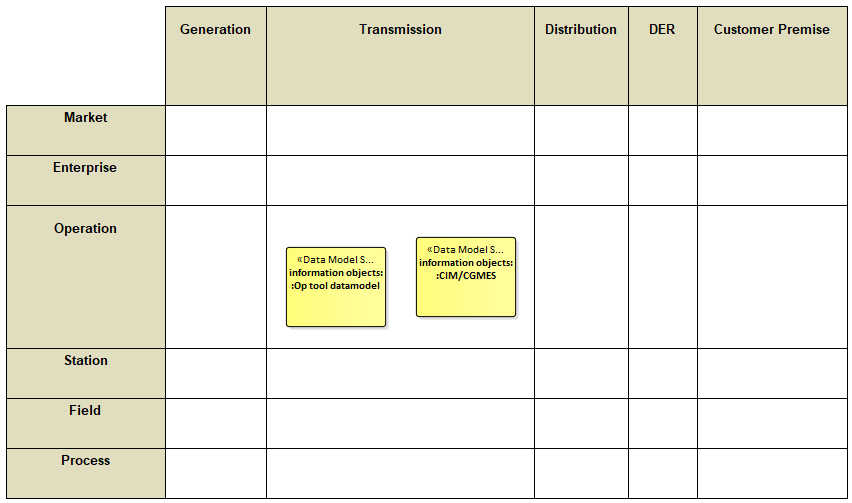 Generation
Transmission
Distribution
DER
Customer Premise
Market
Enterprise
Operation
«Data Model S...
information objects:
:Op tool datamodel
«Data Model S...
information objects:
:CIM/CGMES
Station
Field
Process